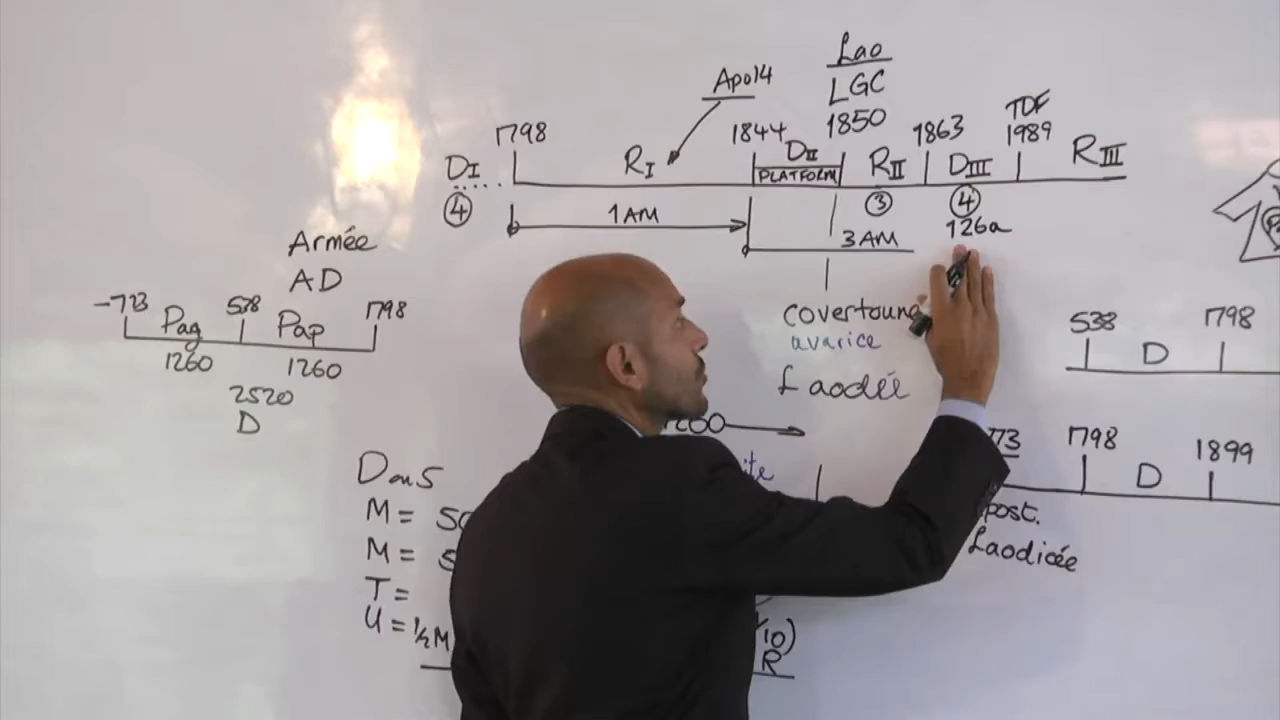 Lao
LGC
1850
Apo14
1798
1844
1863
TDF
1989
DI
RI
DII
PLATFORM
RII
DIII
RIII
4
3
4
1AM
3AM
126a
Armée
AD
-723
538
1798
Pag
Pap
1260
1260
2520
D
avarice
Laodée
538
1798
D
1798
1899
D
post.
Laodicée
Dans
M =
M =
T =
U = ½M
R